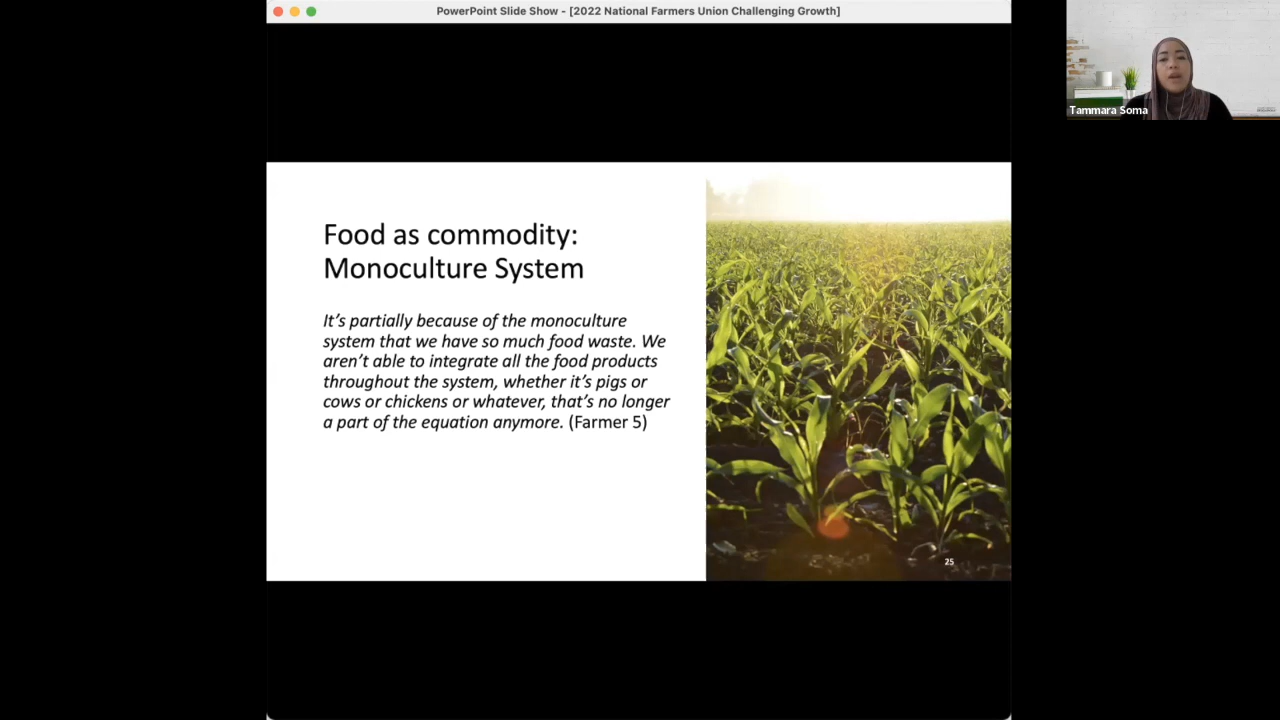 PowerPoint Slide Show - [2022 National Farmers Union Challenging Growth]
Tammara Soma
Food as commodity:
Monoculture System
It's partially because of the monoculture
system that we have so much food waste. We
aren't able to integrate all the food products
throughout the system, whether it's pigs or
cows or chickens or whatever, that's no longer
a part of the equation anymore. (Farmer 5)
25